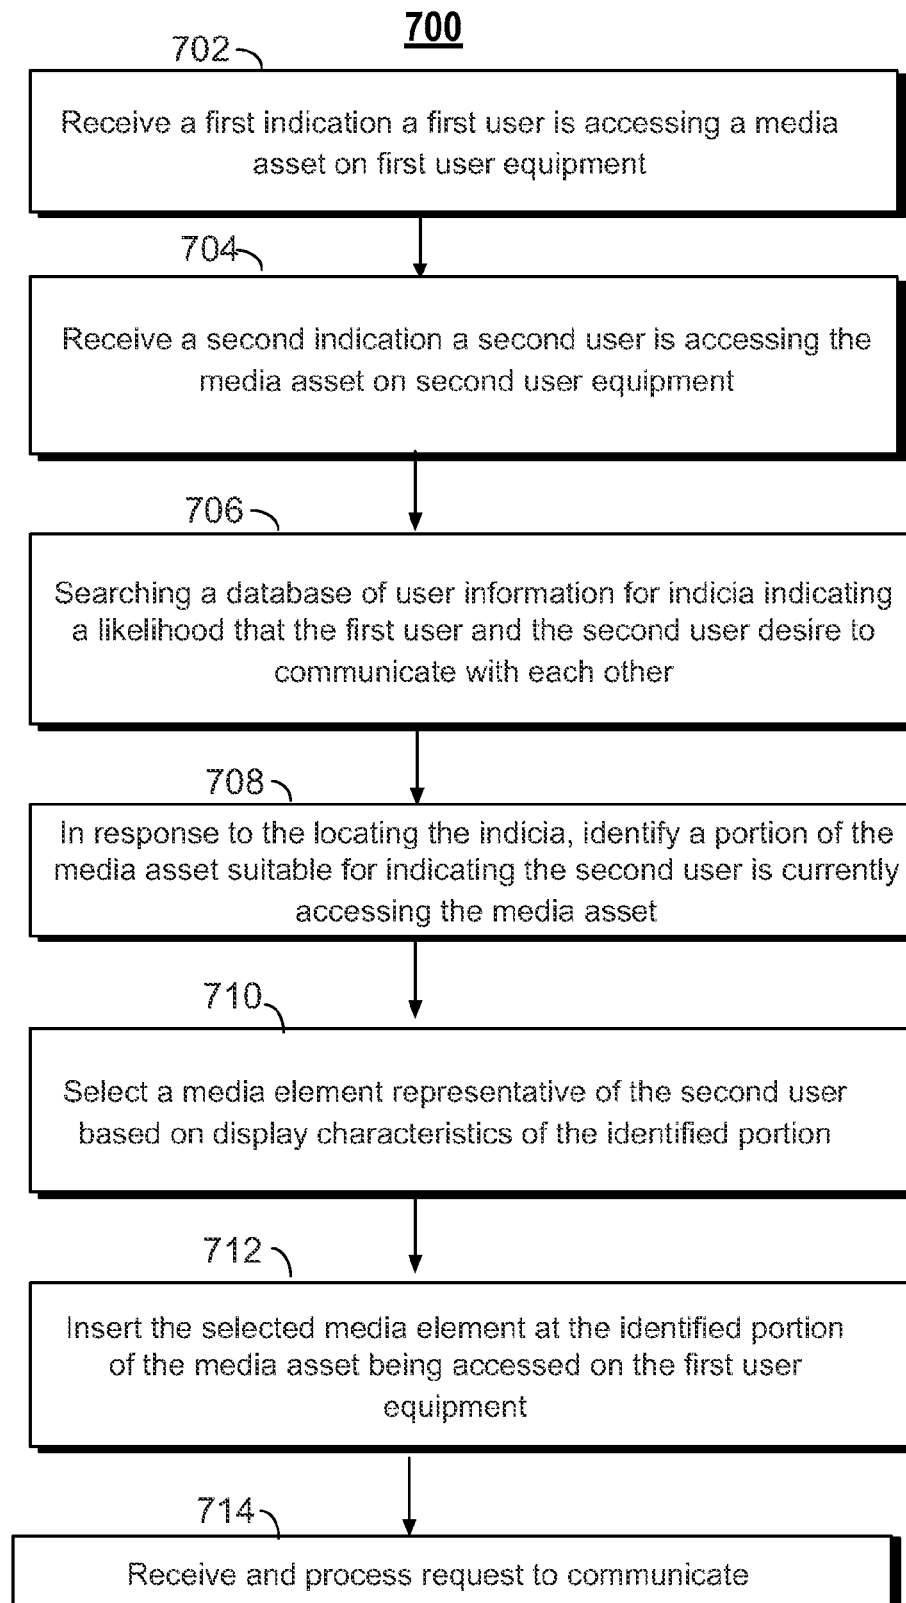 700
702
Receive a first indication a first user is accessing a media
asset on first user equipment
704
Receive a second indication a second user is accessing the
media asset on second user equipment
706
Searching a database of user information for indicia indicating
a likelihood that the first user and the second user desire to
communicate with each other
708
In response to the locating the indicia, identify a portion of the
media asset suitable for indicating the second user is currently
accessing the media asset
710
Select a media element representative of the second user
based on display characteristics of the identified portion
712
Insert the selected media element at the identified portion
of the media asset being accessed on the first user
equipment
714
Receive and process request to communicate